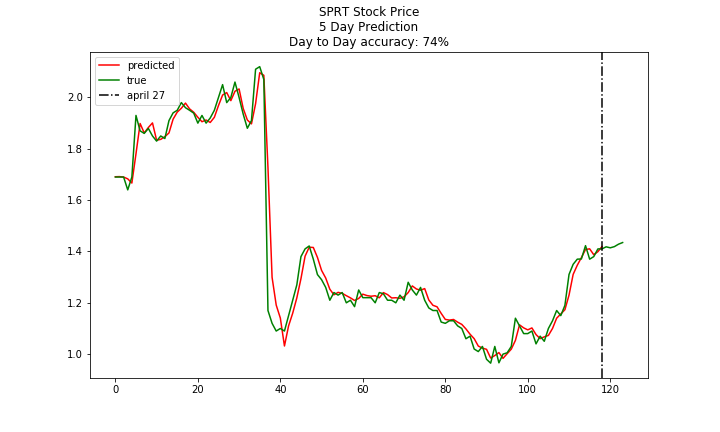 SPRT Stock Price
5 Day Prediction
Day to Day accuracy: 74%
predicted
true
april 27
2.0
1.8
1.6
1.4
1.2
1.0
0
20
40
60
80
100
120